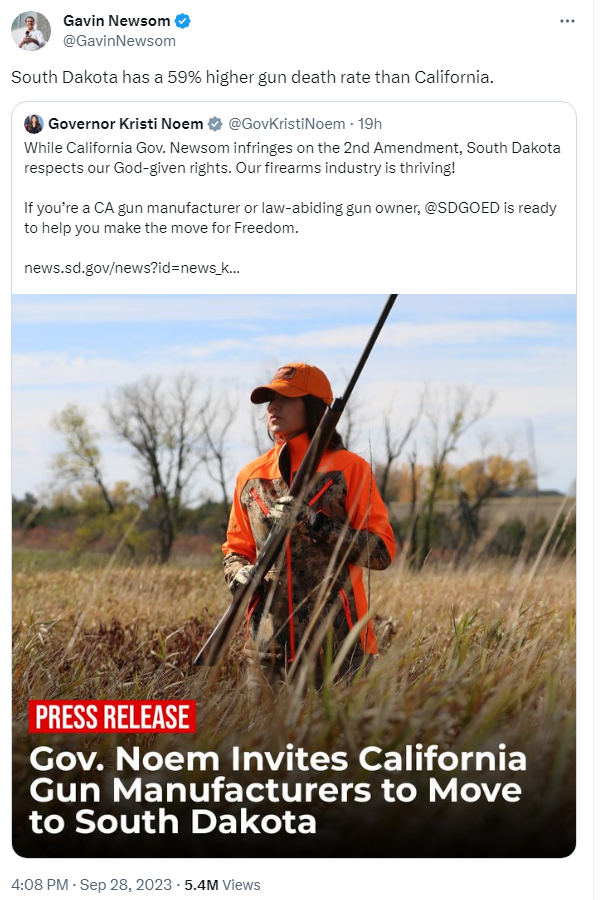 Gavin Newsom
@GavinNewsom
South Dakota has a 59% higher gun death rate than California.
Governor Kristi Noem @GovKristiNoem · 19h
While California Gov. Newsom infringes on the 2nd Amendment, South Dakota
respects our God-given rights. Our firearms industry is thriving!
If you’re a CA gun manufacturer or law-abiding gun owner, @SDGOED is ready
to help you make the move for Freedom.
news.sd.gov/news?id=news_k…
PRESS RELEASE
Gov. Noem Invites California
Gun Manufacturers to Move
to South Dakota
4:08 PM · Sep 28, 2023 · 5.4M Views